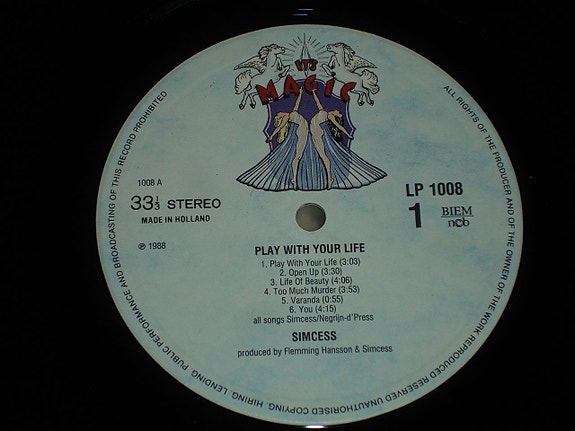 ITS
MAGIC
1008 A
33 1/3 STEREO
MADE IN HOLLAND
℗ 1988
LP 1008
1
BIEM
ncb
PLAY WITH YOUR LIFE
1. Play With Your Life (3:03)
2. Open Up (3:30)
3. Life Of Beauty (4:06)
4. Too Much Murder (3:53)
5. Varanda (0:55)
6. You (4:15)
all songs Simcess/Negrijn-d'Press
SIMCESS
produced by Flemming Hansson & Simcess
ALL RIGHTS OF THE PRODUCER AND OF THE OWNER OF THE WORK REPRODUCED RESERVED UNAUTHORISED COPYING. HIRING. LENDING. PUBLIC PERFORMANCE AND BROADCASTING OF THIS RECORD PROHIBITED